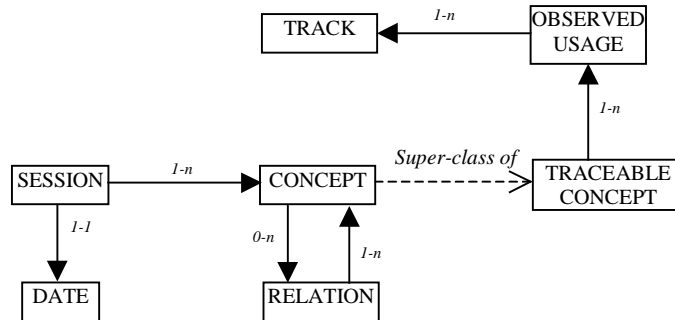 1-n
OBSERVED
USAGE
TRACK
1-n
Super-class of
1-n
SESSION
CONCEPT
TRACEABLE
CONCEPT
1-1
0-n
1-n
DATE
RELATION